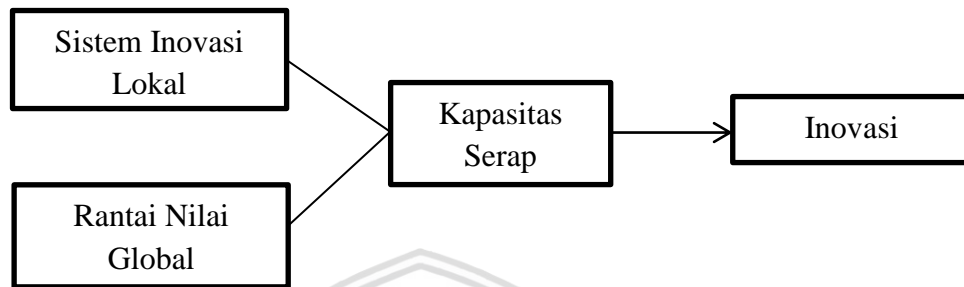 Sistem Inovasi
Lokal
Kapasitas
Serap
Inovasi
Rantai Nilai
Global